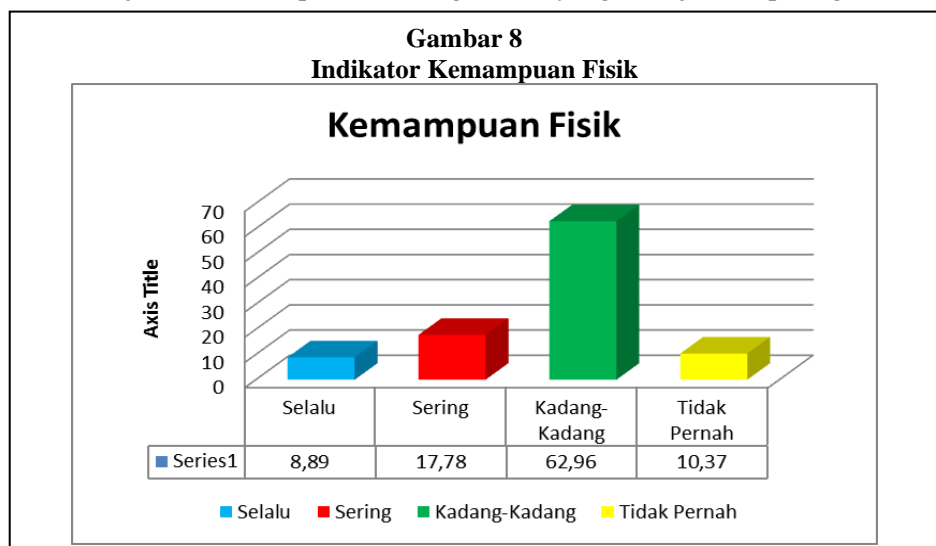 Gambar 8
Indikator Kemampuan Fisik
Kemampuan Fisik
Axis Title
70
60
50
40
30
20
10
0
Selalu Sering Kadang-Kadang Tidak Pernah
Series1 8,89 17,78 62,96 10,37
Selalu Sering Kadang-Kadang Tidak Pernah